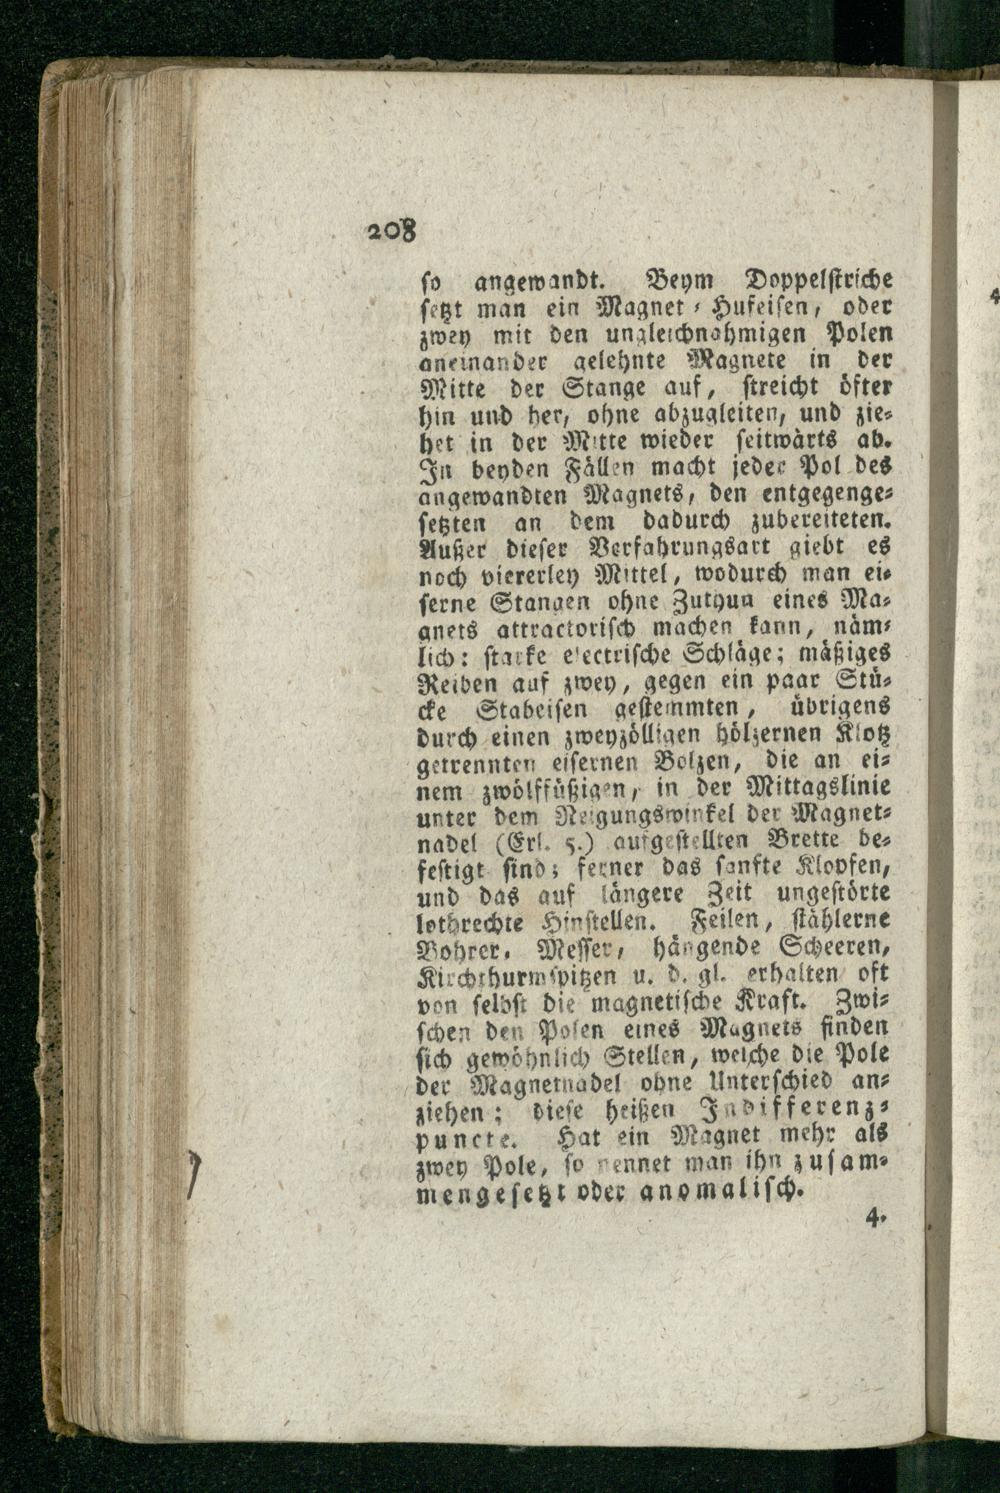 208
so angewandt. Beym Doppelstriche
setzt man ein Magnet-Hufeisen, oder
zwey mit den ungleichnahmigen Polen
aneinander gelehnte Magnete in der
Mitte der Stange auf, streicht öfter
hin und her, ohne abzugleiten, und zie-
het in der Mitte wieder seitwärts ab.
In beyden Fällen macht jeder Pol des
angewandten Magnets, den entgegenge-
setzten an dem dadurch zubereiteten.
Außer dieser Verfahrungsart giebt es
noch viererley Mittel, wodurch man ei-
serne Stangen ohne Zuthun eines Ma-
gnets attractorisch machen kann, näm-
lich: starke electrische Schläge; mäßiges
Reiben auf zwey, gegen ein paar Stü-
cke Stabeisen gestemmten, übrigens
durch einen zweyzölligen hölzernen Klotz
getrennten eisernen Bolzen, die an ei-
nem zwölffüßigen, in der Mittagslinie
unter dem Neigungswinkel der Magnet-
nadel (Erl. 5.) aufgestellten Brette be-
festigt sind; ferner das sanfte Klopfen,
und das auf längere Zeit ungestörte
lothrechte Hinstellen. Feilen, stählerne
Bohrer, Messer, hängende Scheeren,
Kirchthurmspitzen u. d. gl. erhalten oft
von selbst die magnetische Kraft. Zwi-
schen den Polen eines Magnets finden
sich gewöhnlich Stellen, welche die Pole
der Magnetnadel ohne Unterschied an-
ziehen; diese heißen Indifferenz-
puncte. Hat ein Magnet mehr als
zwey Pole, so nennet man ihn zusam-
mengesetzt oder anomalisch.
4.
4